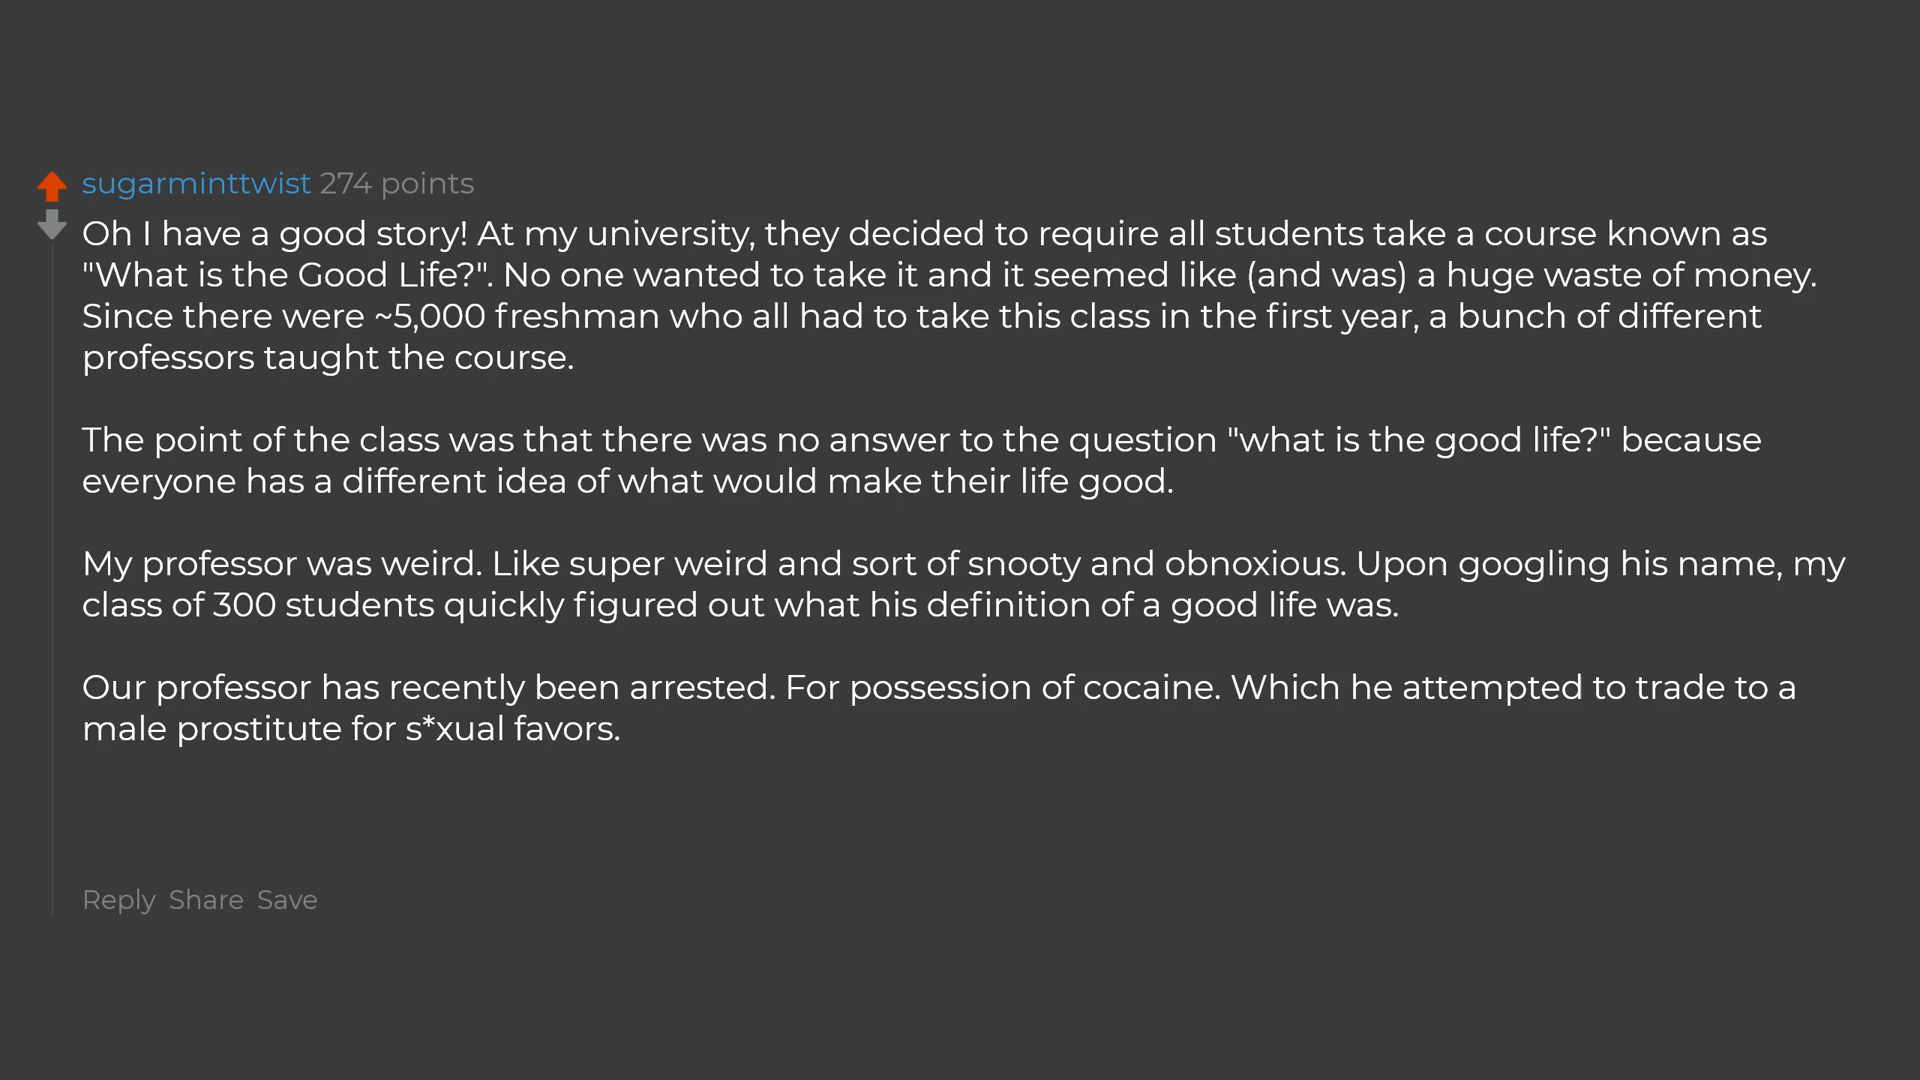 sugarminttwist 274 points
Oh I have a good story! At my university, they decided to require all students take a course known as
"What is the Good Life?". No one wanted to take it and it seemed like (and was) a huge waste of money.
Since there were ~5,000 freshman who all had to take this class in the first year, a bunch of different
professors taught the course.
The point of the class was that there was no answer to the question "what is the good life?" because
everyone has a different idea of what would make their life good.
My professor was weird. Like super weird and sort of snooty and obnoxious. Upon googling his name, my
class of 300 students quickly figured out what his definition of a good life was.
Our professor has recently been arrested. For possession of cocaine. Which he attempted to trade to a
male prostitute for s*xual favors.
Reply Share Save